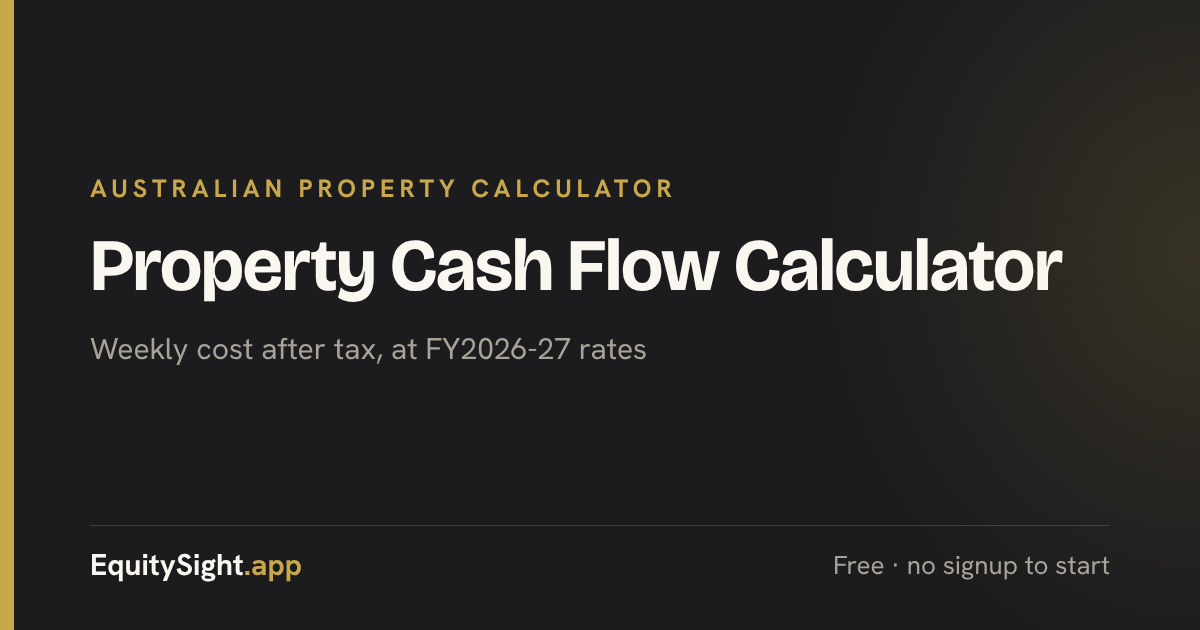 AUSTRALIAN PROPERTY CALCULATOR
Property Cash Flow Calculator
Weekly cost after tax, at FY2026-27 rates
EquitySight.app
Free · no signup to start